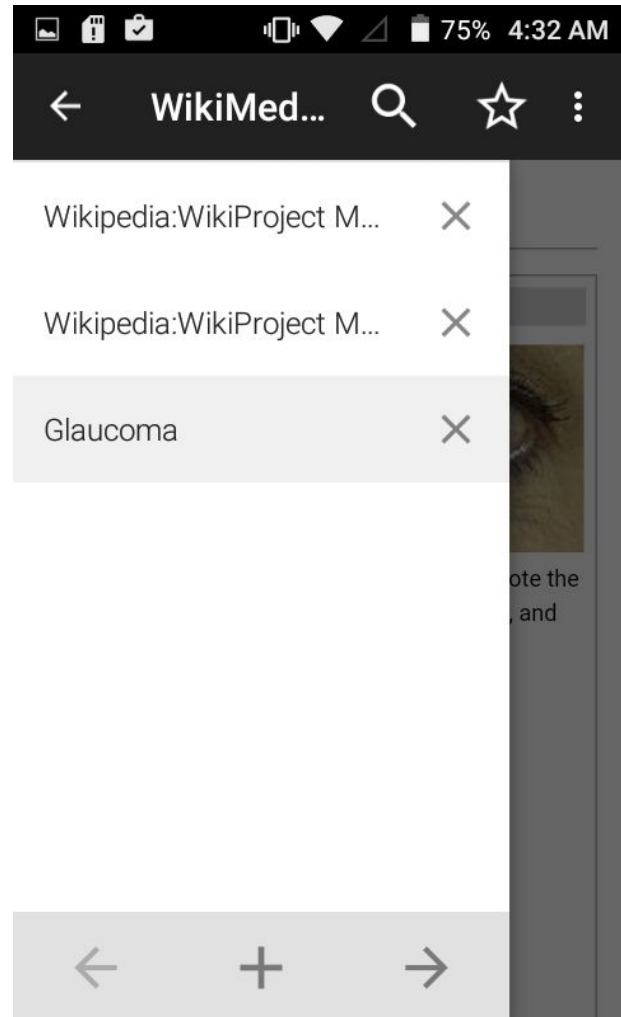 75% 4:32 AM
WikiMed...
Wikipedia:WikiProject M...
Wikipedia:WikiProject M...
Glaucoma
ote the
, and